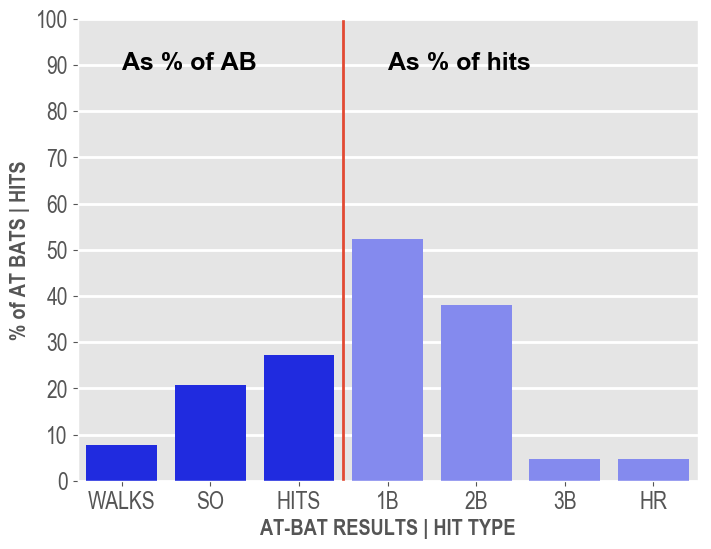 As % of AB
As % of hits
% of AT BATS | HITS
100
90
80
70
60
50
40
30
20
10
0
WALKS SO HITS 1B 2B 3B HR
AT-BAT RESULTS | HIT TYPE